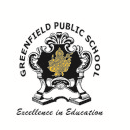 GREENFIELD PUBLIC SCHOOL
Excellence in Education